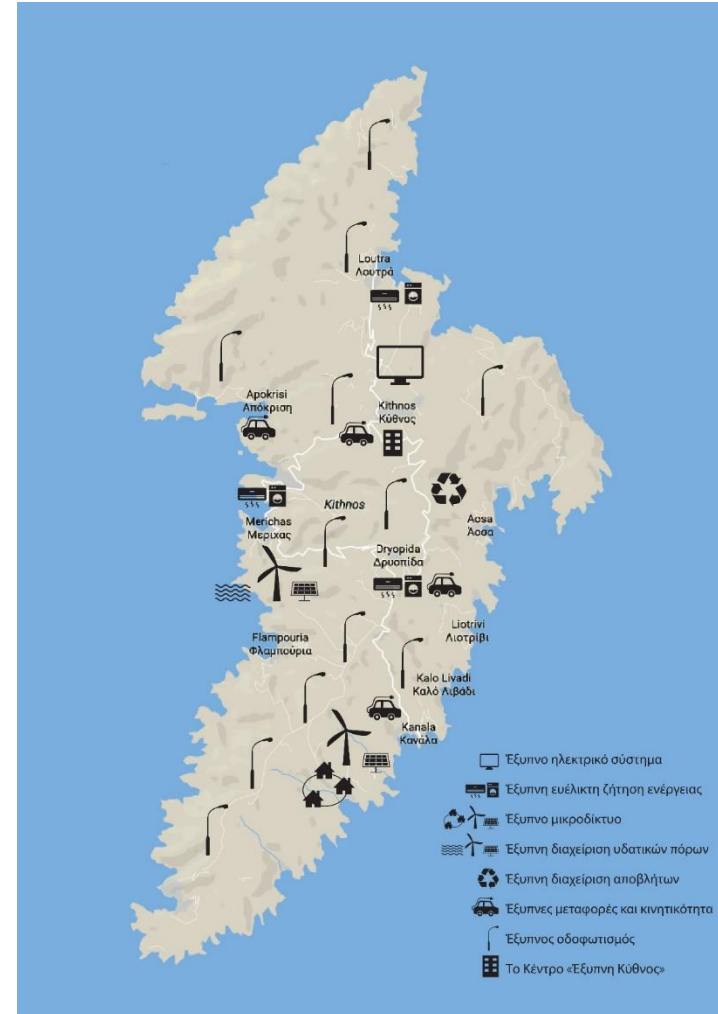 Loutra
Λουτρά
Apokrisi
Απόκριση
Kithnos
Κύθνος
Kithnos
Merichas
Μεριχας
Aosa
Άοσα
Dryopida
Δρυοπίδα
Liotrivi
Λιοτρίβι
Flampouria
Φλαμπούρια
Kalo Livadi
Καλό Λιβάδι
Kanala
Κανάλα
Έξυπνο ηλεκτρικό σύστημα
Έξυπνη ευέλικτη ζήτηση ενέργειας
Έξυπνο μικροδίκτυο
Έξυπνη διαχείριση υδατικών πόρων
Έξυπνη διαχείριση αποβλήτων
Έξυπνες μεταφορές και κινητικότητα
Έξυπνος οδοφωτισμός
Το Κέντρο «Έξυπνη Κύθνος»